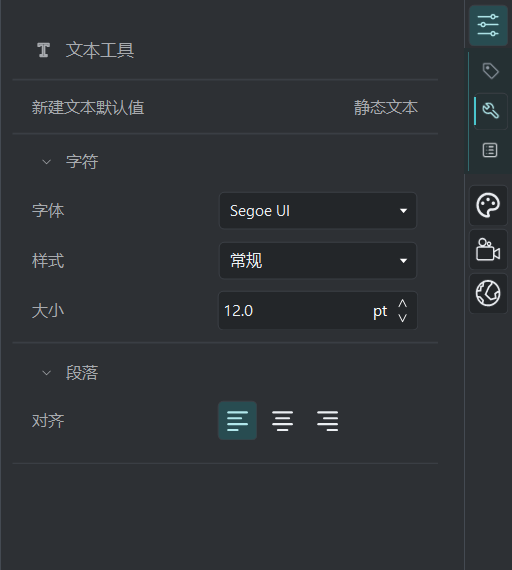 文本工具
新建文本默认值 静态文本
字符
字体 Segoe UI
样式 常规
大小 12.0 pt
段落
对齐